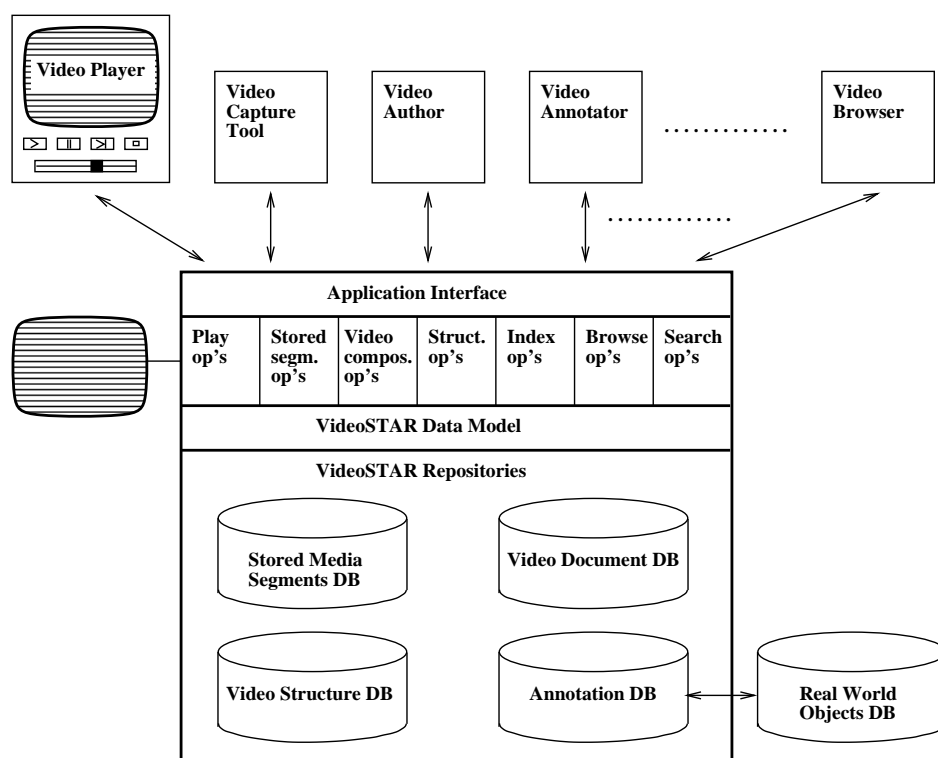 Video Player
Video
Capture
Tool
Video
Author
Video
Annotator
Video
Browser
Application Interface
Play
op's
Stored
segm.
op's
Video
compos.
op's
Struct.
op's
Index
op's
Browse
op's
Search
op's
VideoSTAR Data Model
VideoSTAR Repositories
Stored Media
Segments DB
Video Document DB
Video Structure DB
Annotation DB
Real World
Objects DB